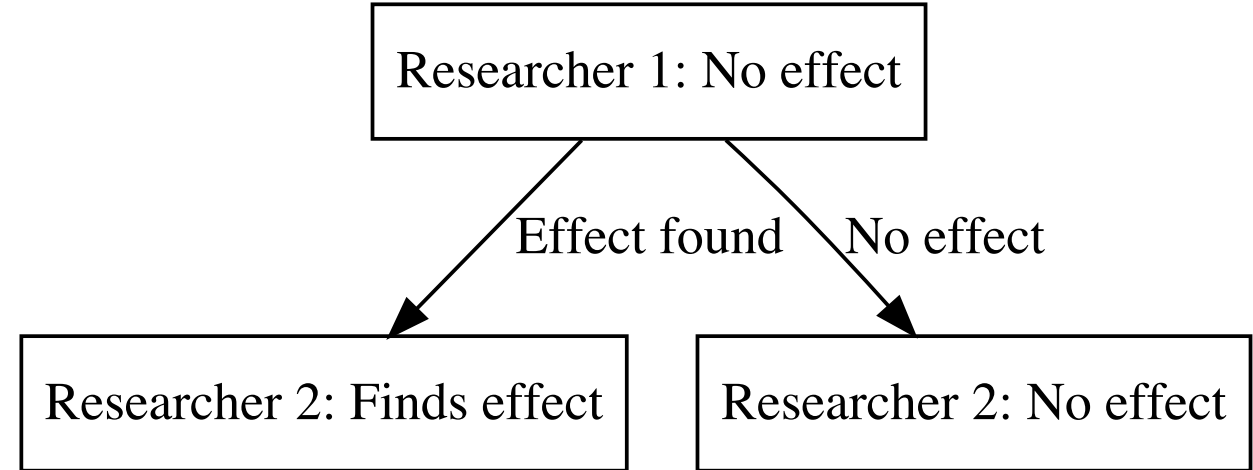 Researcher 1: No effect
Effect found
No effect
Researcher 2: Finds effect
Researcher 2: No effect